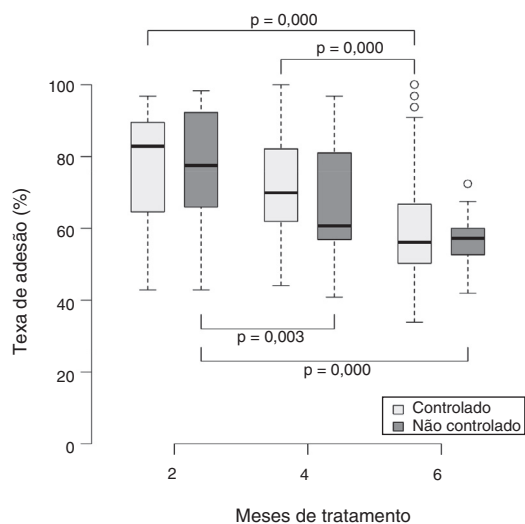 p = 0,000
p = 0,000
100
80
60
40
20
0
Texa de adesão (%)
p = 0,003
p = 0,000
Controlado
Não controlado
2
4
6
Meses de tratamento